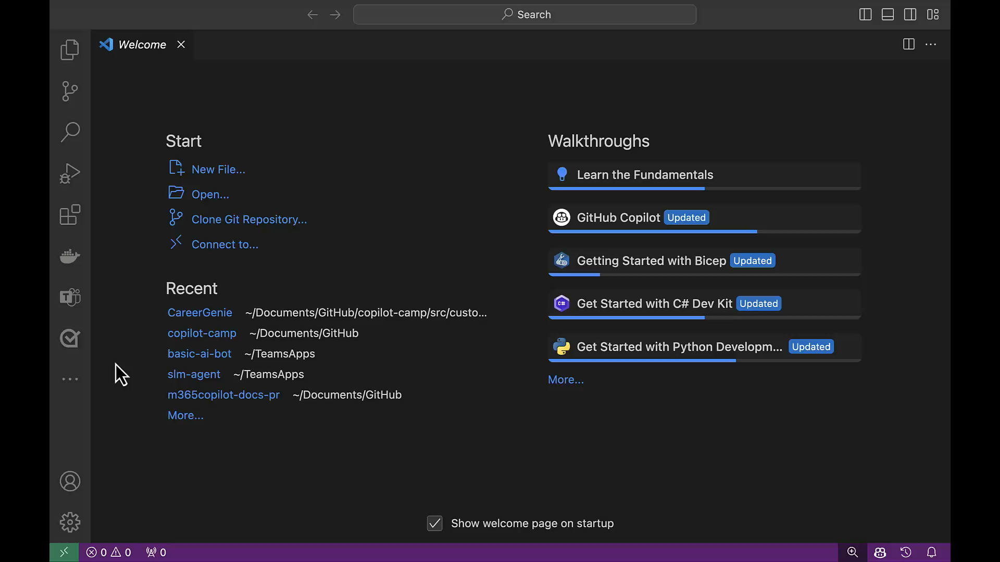 Search
Welcome
Start
New File...
Open...
Clone Git Repository...
Connect to...
Recent
CareerGenie ~/Documents/GitHub/copilot-camp/src/custo...
copilot-camp ~/Documents/GitHub
basic-ai-bot ~/TeamsApps
slm-agent ~/TeamsApps
m365copilot-docs-pr ~/Documents/GitHub
More...
Walkthroughs
Learn the Fundamentals
GitHub Copilot Updated
Getting Started with Bicep Updated
C# Get Started with C# Dev Kit Updated
Get Started with Python Developm... Updated
More...
T
Show welcome page on startup
0 0 0